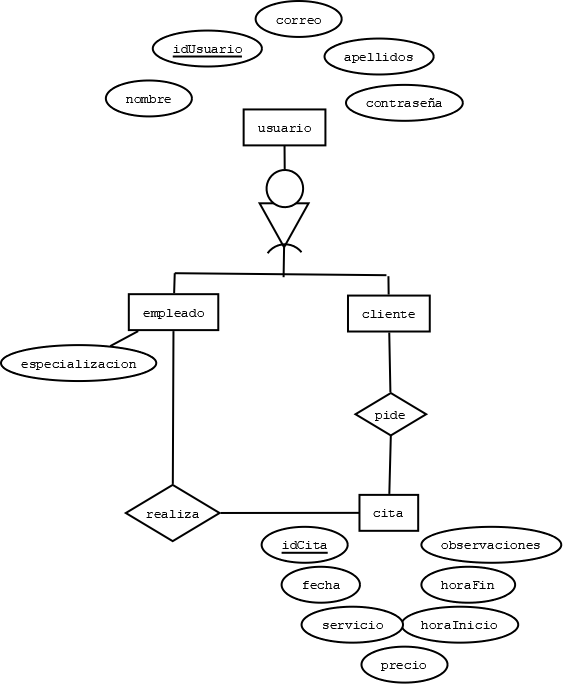 correo
idUsuario
apellidos
nombre
contraseña
usuario
empleado
cliente
especializacion
pide
realiza
cita
idCita
observaciones
fecha
horaFin
servicio
horaInicio
precio